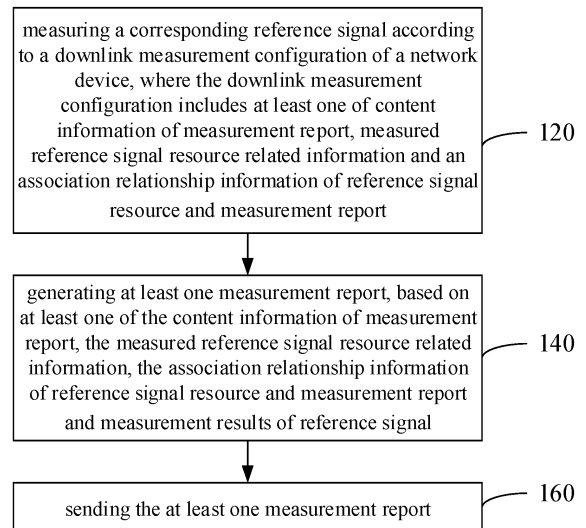 measuring a corresponding reference signal according
to a downlink measurement configuration of a network
device, where the downlink measurement
configuration includes at least one of content
information of measurement report, measured
reference signal resource related information and an
association relationship information of reference signal
resource and measurement report
120
generating at least one measurement report, based on
at least one of the content information of measurement
report, the measured reference signal resource related
information, the association relationship information
of reference signal resource and measurement report
and measurement results of reference signal
140
sending the at least one measurement report
160